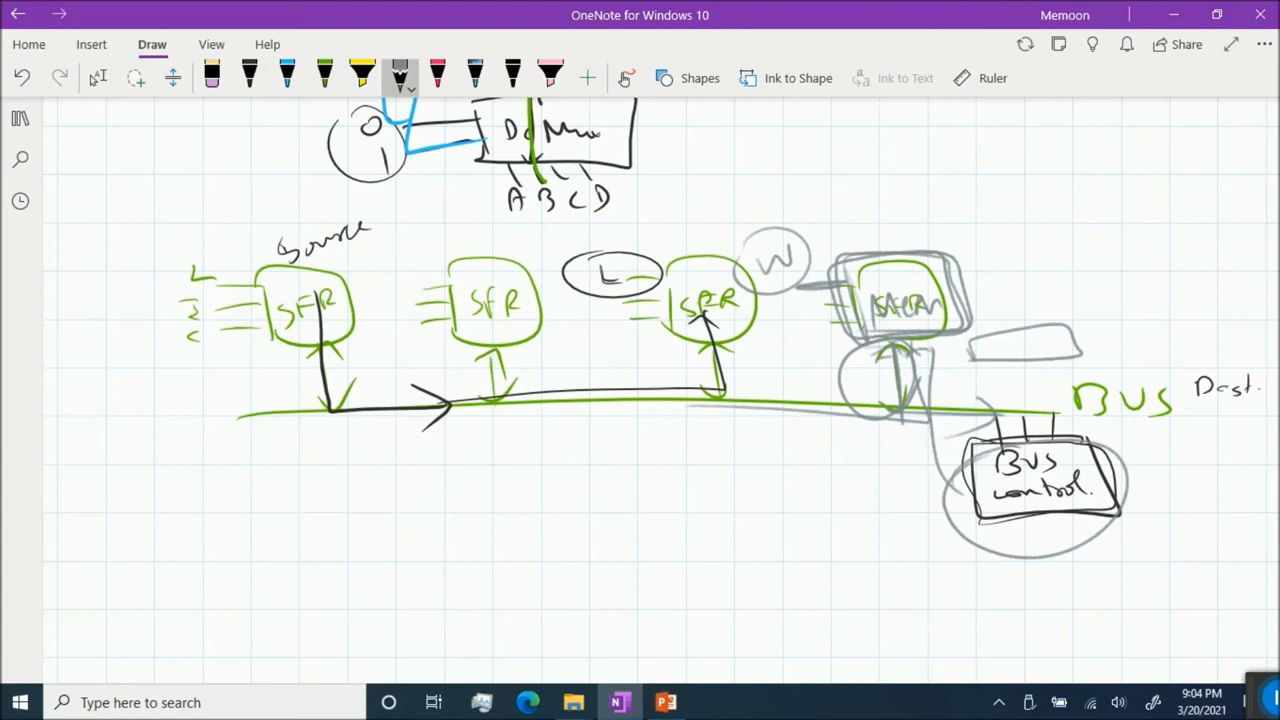 OneNote for Windows 10
Memoon
Home Insert Draw View Help
Share
Shapes Ink to Shape Ink to Text Ruler
0
1
A B C D
Source
L SFR SFR L SFR W
I
C
BUS Dest.
BUS
control.
Type here to search
9:04 PM
3/20/2021